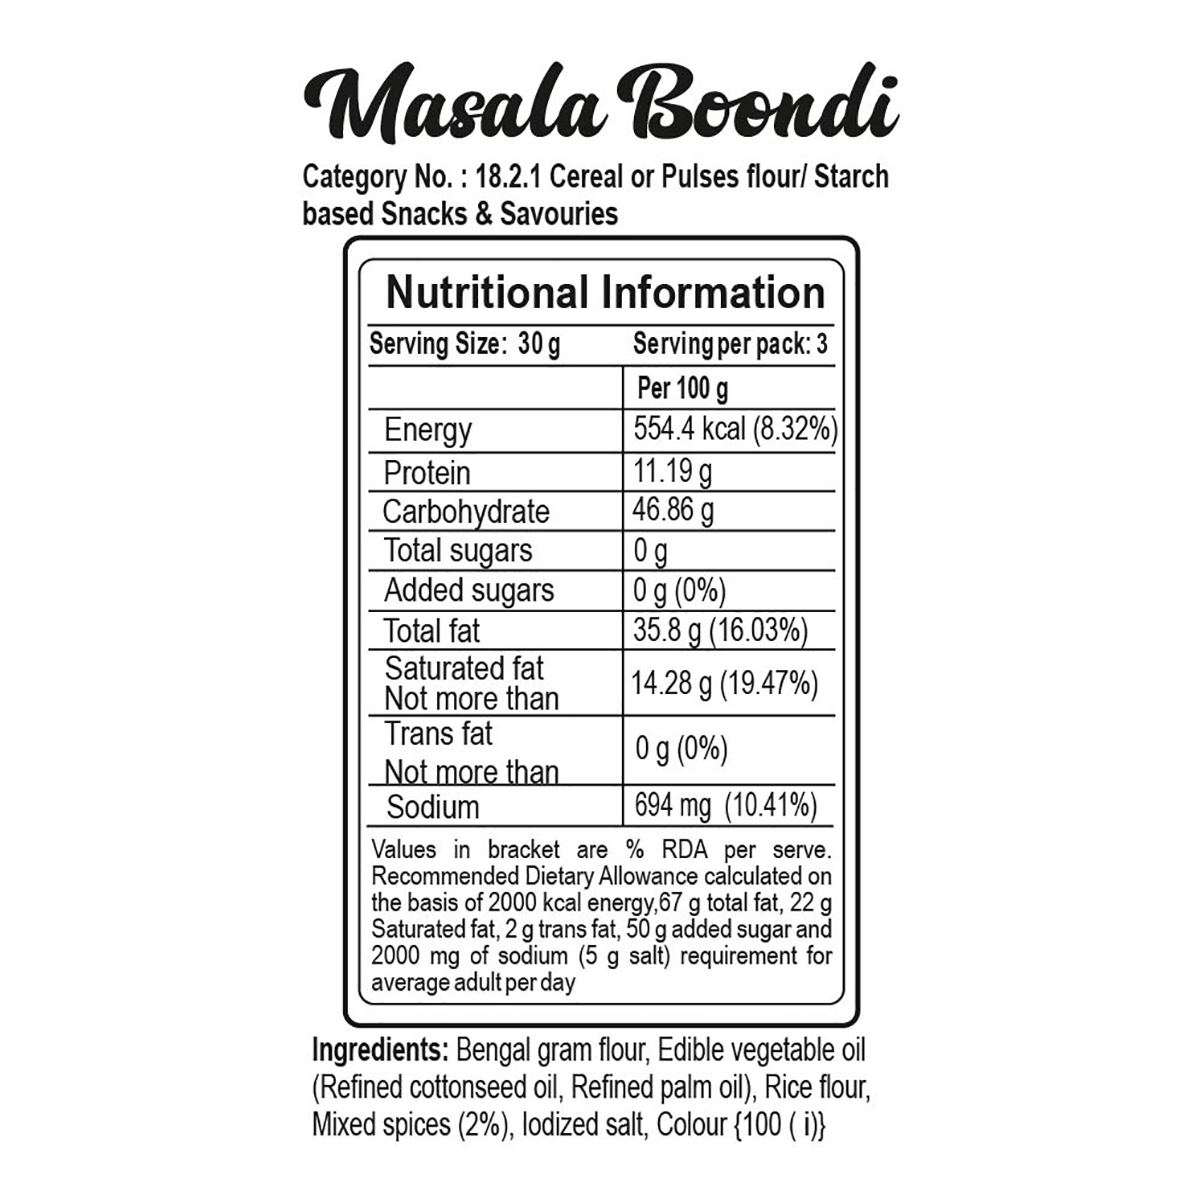 Masala Boondi
Category No. : 18.2.1 Cereal or Pulses flour/ Starch
based Snacks & Savouries
Nutritional Information
Serving Size: 30 g Serving per pack: 3
Per 100 g
Energy 554.4 kcal (8.32%)
Protein 11.19 g
Carbohydrate 46.86 g
Total sugars 0 g
Added sugars 0 g (0%)
Total fat 35.8 g (16.03%)
Saturated fat
Not more than 14.28 g (19.47%)
Trans fat
Not more than 0 g (0%)
Sodium 694 mg (10.41%)
Values in bracket are % RDA per serve.
Recommended Dietary Allowance calculated on
the basis of 2000 kcal energy,67 g total fat, 22 g
Saturated fat, 2 g trans fat, 50 g added sugar and
2000 mg of sodium (5 g salt) requirement for
average adult per day
Ingredients: Bengal gram flour, Edible vegetable oil
(Refined cottonseed oil, Refined palm oil), Rice flour,
Mixed spices (2%), Iodized salt, Colour {100 ( i)}